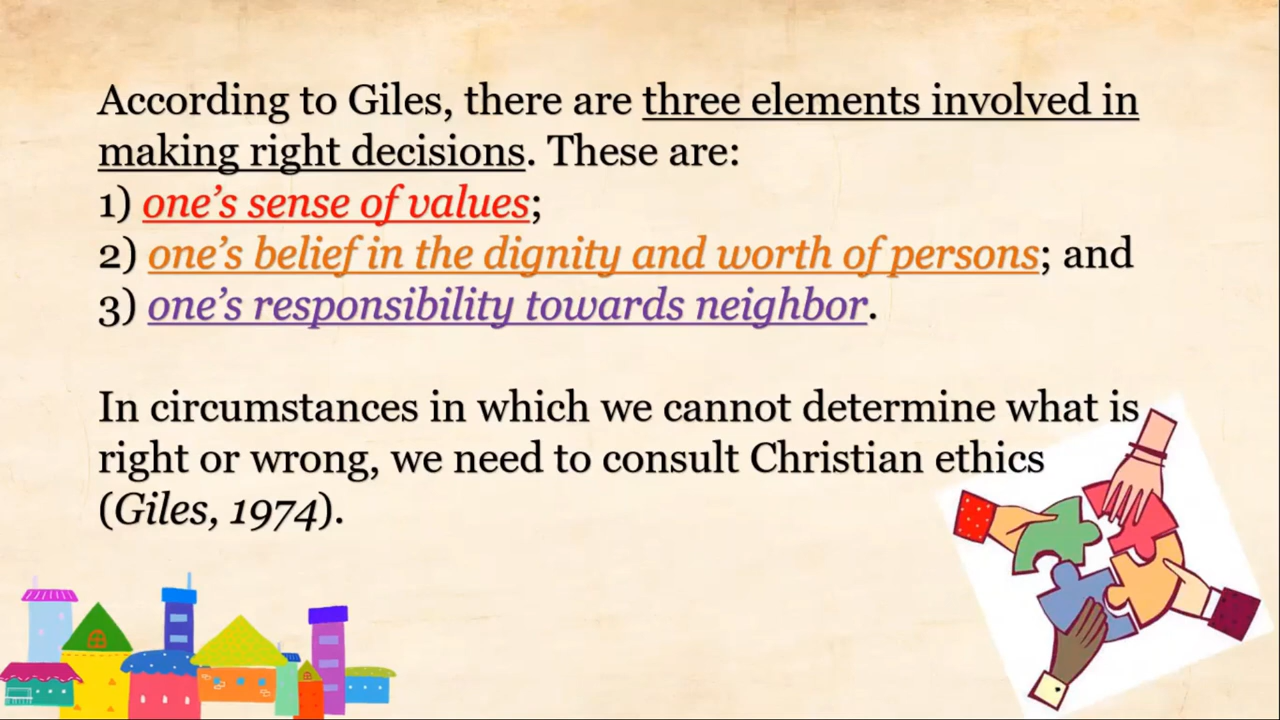 According to Giles, there are three elements involved in
making right decisions. These are:
1) one’s sense of values;
2) one’s belief in the dignity and worth of persons; and
3) one’s responsibility towards neighbor.
In circumstances in which we cannot determine what is
right or wrong, we need to consult Christian ethics
(Giles, 1974).